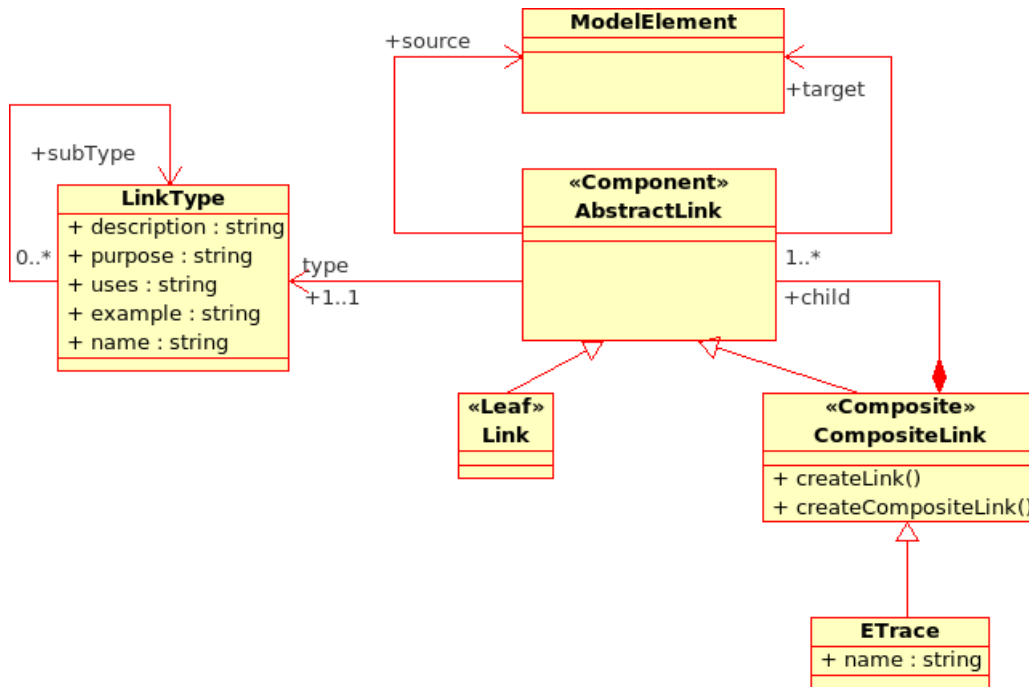 ModelElement
+source
+target
+subType
LinkType
+ description : string
+ purpose : string
+ uses : string
+ example : string
+ name : string
0..*
type
+1..1
«Component»
AbstractLink
1..*
+child
«Leaf»
Link
«Composite»
CompositeLink
+ createLink()
+ createCompositeLink()
ETrace
+ name : string